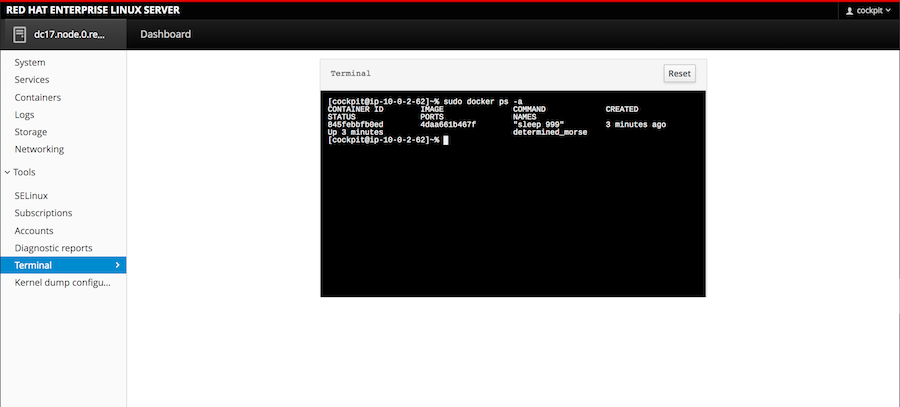 RED HAT ENTERPRISE LINUX SERVER
cockpit
dc17.node.0.re...
Dashboard
System
Services
Containers
Logs
Storage
Networking
Tools
SELinux
Subscriptions
Accounts
Diagnostic reports
Terminal
Kernel dump configu...
Terminal
Reset
[cockpit@ip-10-0-2-62]~% sudo docker ps -a
CONTAINER ID IMAGE COMMAND CREATED
STATUS PORTS NAMES
845febbfb0ed 4daa661b467f "sleep 999" 3 minutes ago
Up 3 minutes determined_morse
[cockpit@ip-10-0-2-62]~%